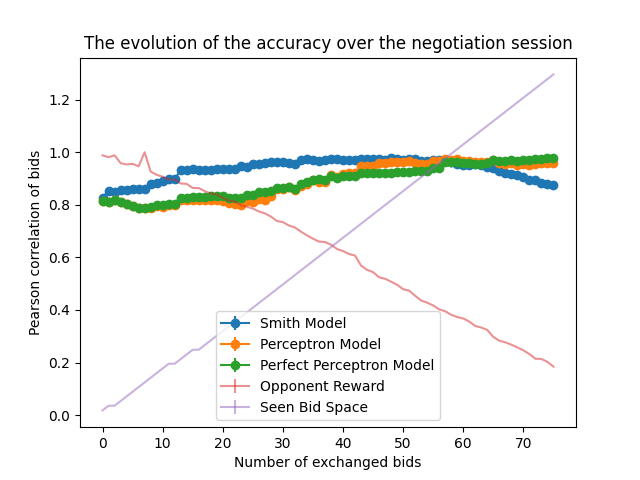 The evolution of the accuracy over the negotiation session
Pearson correlation of bids
1.2
1.0
0.8
0.6
0.4
0.2
0.0
Smith Model
Perceptron Model
Perfect Perceptron Model
Opponent Reward
Seen Bid Space
0 10 20 30 40 50 60 70
Number of exchanged bids